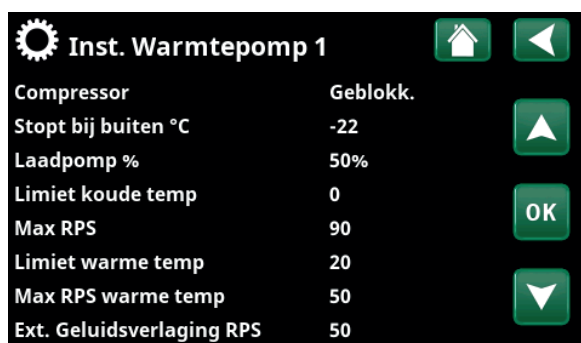 Inst. Warmtepomp 1
Compressor Geblokk.
Stopt bij buiten °C -22
Laadpomp % 50%
Limiet koude temp 0
Max RPS 90
Limiet warme temp 20
Max RPS warme temp 50
Ext. Geluidsverlaging RPS 50
OK